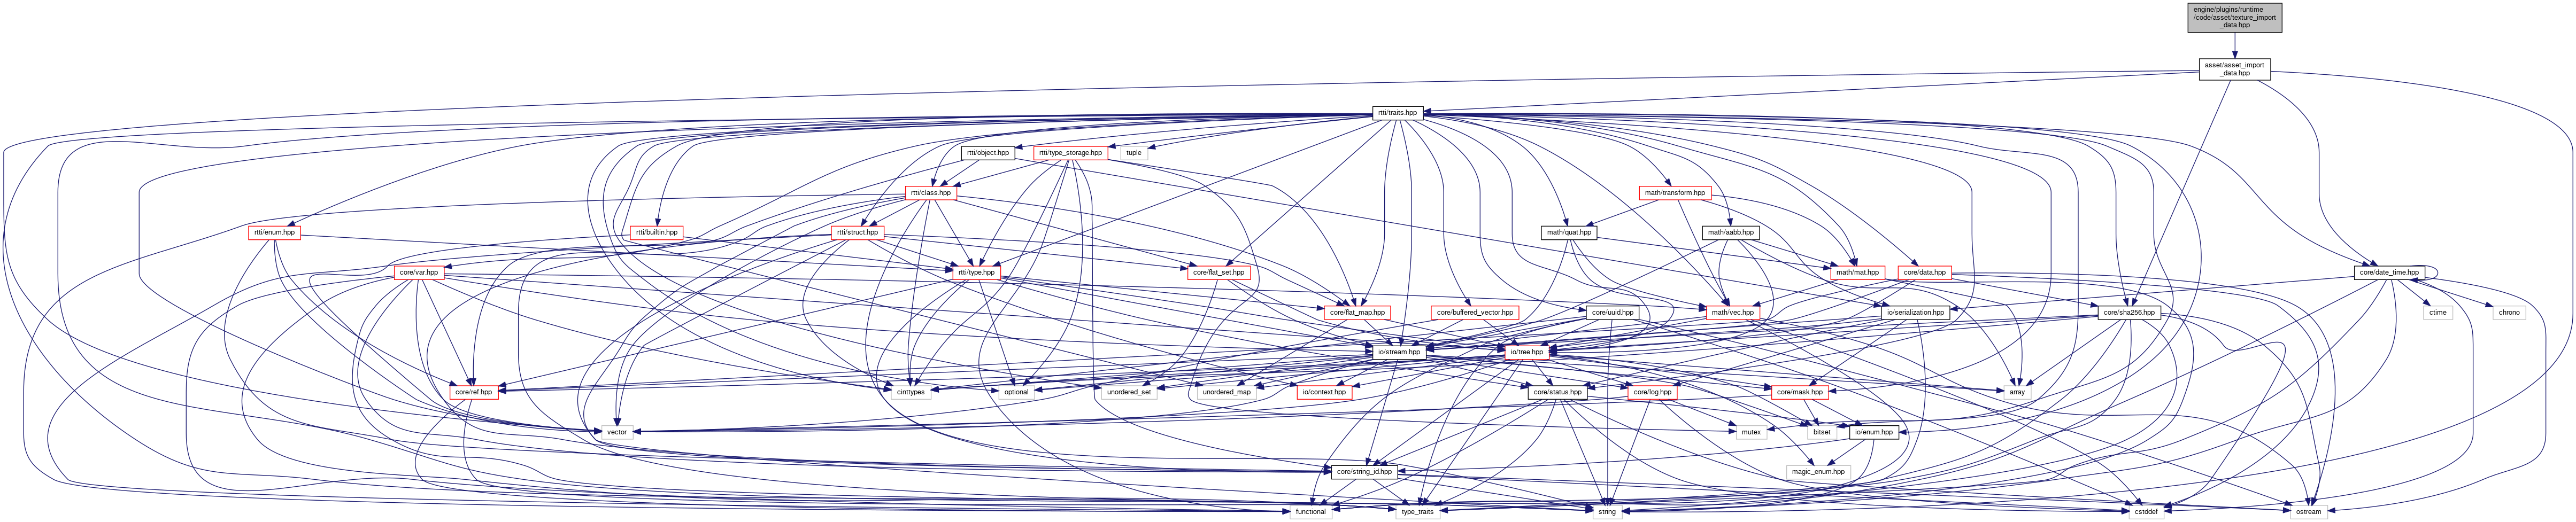 engine/plugins/runtime
/code/asset/texture_import
_data.hpp
asset/asset_import
_data.hpp
rtti/traits.hpp
rtti/object.hpp
rtti/type_storage.hpp
tuple
rtti/class.hpp
math/transform.hpp
rtti/enum.hpp
rtti/builtin.hpp
rtti/struct.hpp
math/quat.hpp
math/aabb.hpp
core/var.hpp
rtti/type.hpp
core/flat_set.hpp
math/mat.hpp
core/data.hpp
core/date_time.hpp
core/flat_map.hpp
core/buffered_vector.hpp
core/uuid.hpp
math/vec.hpp
io/serialization.hpp
core/sha256.hpp
ctime
chrono
io/stream.hpp
io/tree.hpp
core/ref.hpp
cinttypes
optional
unordered_set
unordered_map
io/context.hpp
core/status.hpp
core/log.hpp
core/mask.hpp
array
vector
mutex
bitset
io/enum.hpp
core/string_id.hpp
magic_enum.hpp
functional
type_traits
string
cstddef
ostream